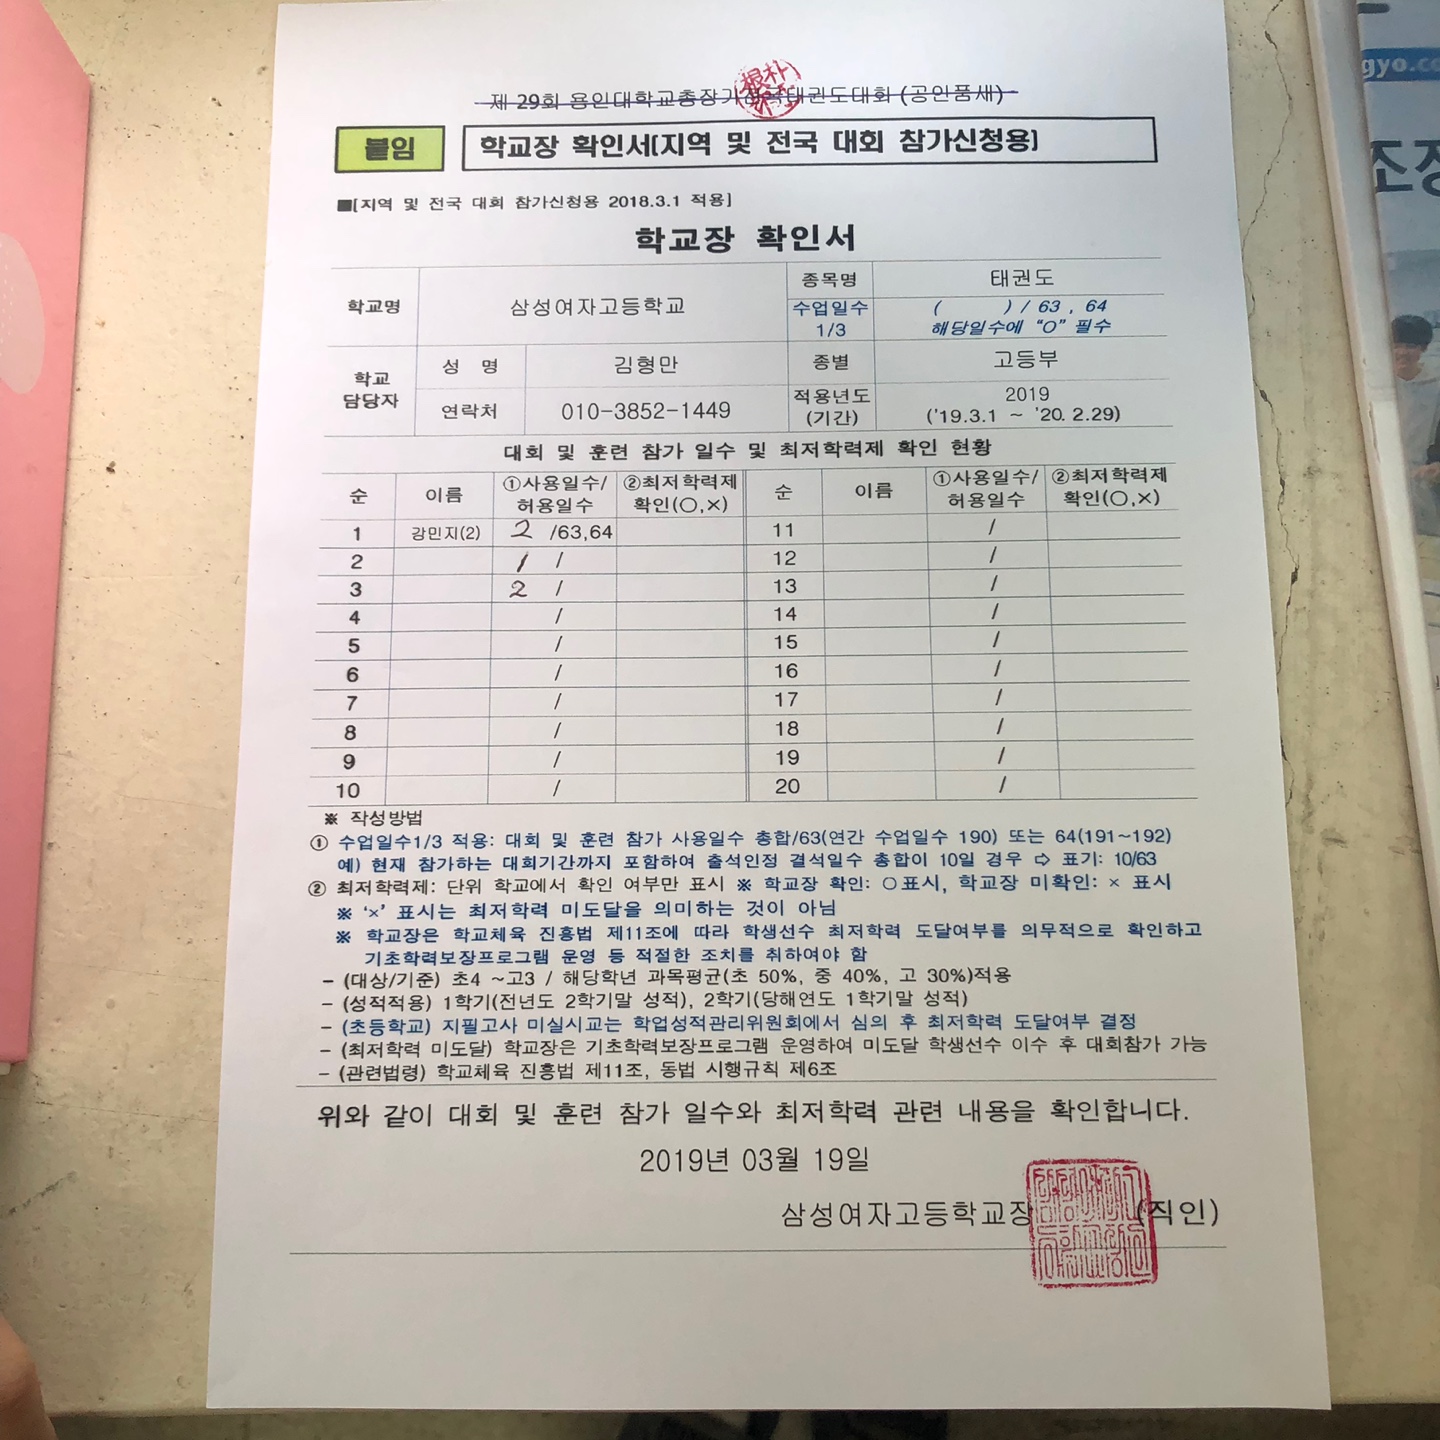 제 29회 용인대학교총장기전국태권도대회 (공인품새)
붙임
학교장 확인서[지역 및 전국 대회 참가신청용]
■[지역 및 전국 대회 참가신청용 2018.3.1 적용]
학교장 확인서
학교명 삼성여자고등학교 종목명 태권도
수업일수 1/3 ( ) / 63 , 64
해당일수에 "O" 필수
학교 담당자 성 명 김형만 종별 고등부
연락처 010-3852-1449 적용년도 (기간) 2019
('19.3.1 ~ '20. 2.29)
대회 및 훈련 참가 일수 및 최저학력제 확인 현황
순 이름 ①사용일수/허용일수 ②최저학력제 확인(○,×) 순 이름 ①사용일수/허용일수 ②최저학력제 확인(○,×)
1 강민지(2) 2 /63,64 11 /
2 1 / 12 /
3 2 / 13 /
4 / 14 /
5 / 15 /
6 / 16 /
7 / 17 /
8 / 18 /
9 / 19 /
10 / 20 /
※ 작성방법
① 수업일수1/3 적용: 대회 및 훈련 참가 사용일수 총합/63(연간 수업일수 190) 또는 64(191~192)
예) 현재 참가하는 대회기간까지 포함하여 출석인정 결석일수 총합이 10일 경우 ⇨ 표기: 10/63
② 최저학력제: 단위 학교에서 확인 여부만 표시 ※ 학교장 확인: ○표시, 학교장 미확인: × 표시
※ '×' 표시는 최저학력 미도달을 의미하는 것이 아님
※ 학교장은 학교체육 진흥법 제11조에 따라 학생선수 최저학력 도달여부를 의무적으로 확인하고
기초학력보장프로그램 운영 등 적절한 조치를 취하여야 함
- (대상/기준) 초4 ~고3 / 해당학년 과목평균(초 50%, 중 40%, 고 30%)적용
- (성적적용) 1학기(전년도 2학기말 성적), 2학기(당해연도 1학기말 성적)
- (초등학교) 지필고사 미실시교는 학업성적관리위원회에서 심의 후 최저학력 도달여부 결정
- (최저학력 미도달) 학교장은 기초학력보장프로그램 운영하여 미도달 학생선수 이수 후 대회참가 가능
- (관련법령) 학교체육 진흥법 제11조, 동법 시행규칙 제6조
위와 같이 대회 및 훈련 참가 일수와 최저학력 관련 내용을 확인합니다.
2019년 03월 19일
삼성여자고등학교장 (직인)
gyo.co